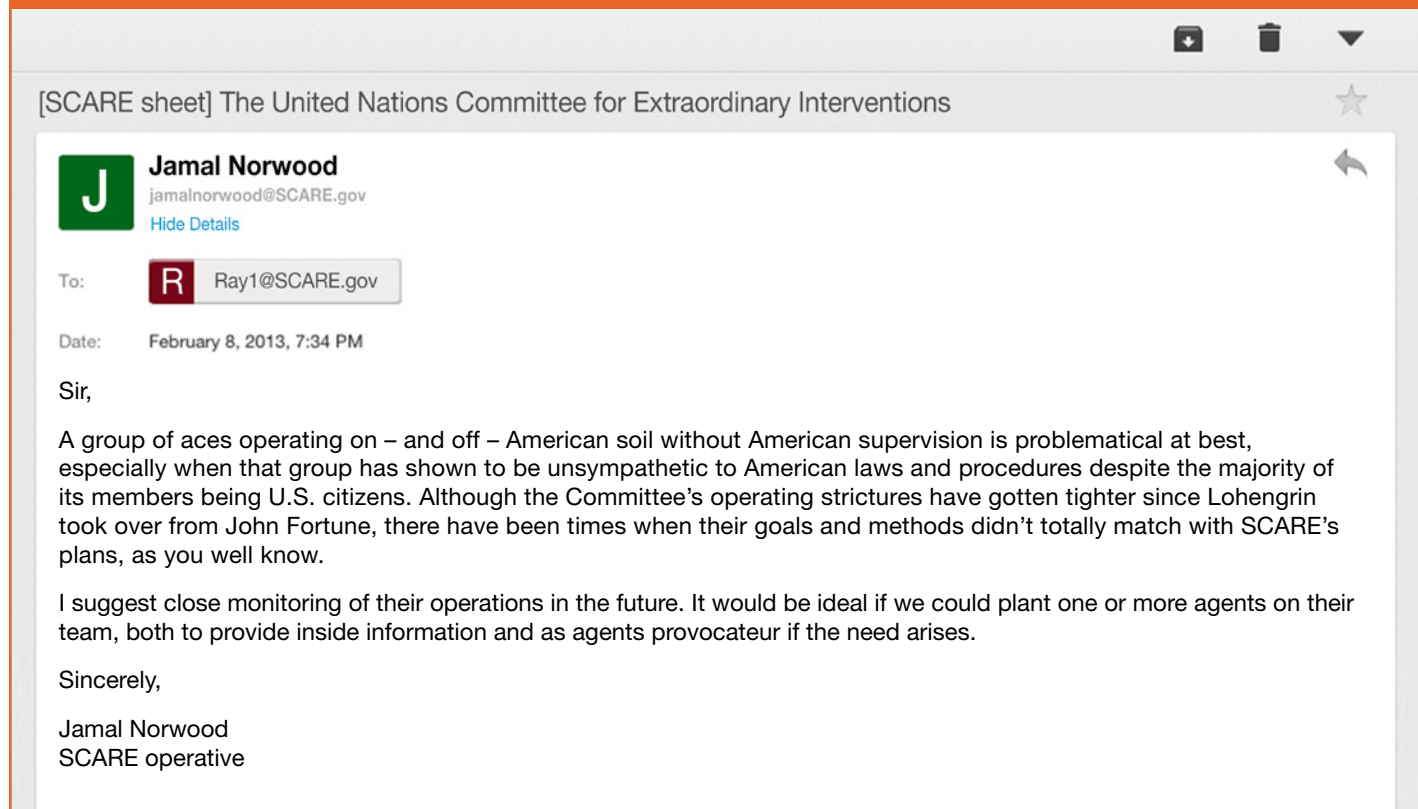 [SCARE sheet] The United Nations Committee for Extraordinary Interventions
J
Jamal Norwood
jamalnorwood@SCARE.gov
Hide Details
To:
R Ray1@SCARE.gov
Date: February 8, 2013, 7:34 PM
Sir,
A group of aces operating on – and off – American soil without American supervision is problematical at best,
especially when that group has shown to be unsympathetic to American laws and procedures despite the majority of
its members being U.S. citizens. Although the Committee’s operating strictures have gotten tighter since Lohengrin
took over from John Fortune, there have been times when their goals and methods didn’t totally match with SCARE’s
plans, as you well know.
I suggest close monitoring of their operations in the future. It would be ideal if we could plant one or more agents on their
team, both to provide inside information and as agents provocateur if the need arises.
Sincerely,
Jamal Norwood
SCARE operative